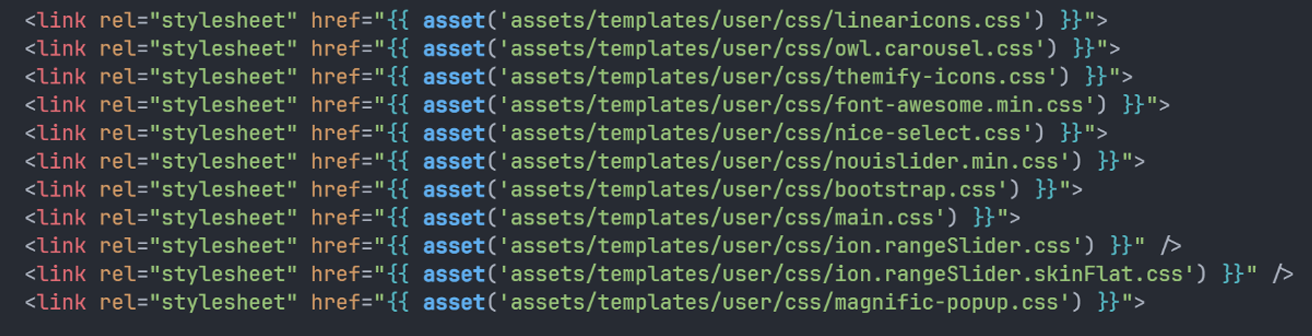 <link rel="stylesheet" href="{{ asset('assets/templates/user/css/linearicons.css') }}">
<link rel="stylesheet" href="{{ asset('assets/templates/user/css/owl.carousel.css') }}">
<link rel="stylesheet" href="{{ asset('assets/templates/user/css/themify-icons.css') }}">
<link rel="stylesheet" href="{{ asset('assets/templates/user/css/font-awesome.min.css') }}">
<link rel="stylesheet" href="{{ asset('assets/templates/user/css/nice-select.css') }}">
<link rel="stylesheet" href="{{ asset('assets/templates/user/css/nouislider.min.css') }}">
<link rel="stylesheet" href="{{ asset('assets/templates/user/css/bootstrap.css') }}">
<link rel="stylesheet" href="{{ asset('assets/templates/user/css/main.css') }}">
<link rel="stylesheet" href="{{ asset('assets/templates/user/css/ion.rangeSlider.css') }}" />
<link rel="stylesheet" href="{{ asset('assets/templates/user/css/ion.rangeSlider.skinFlat.css') }}" />
<link rel="stylesheet" href="{{ asset('assets/templates/user/css/magnific-popup.css') }}">